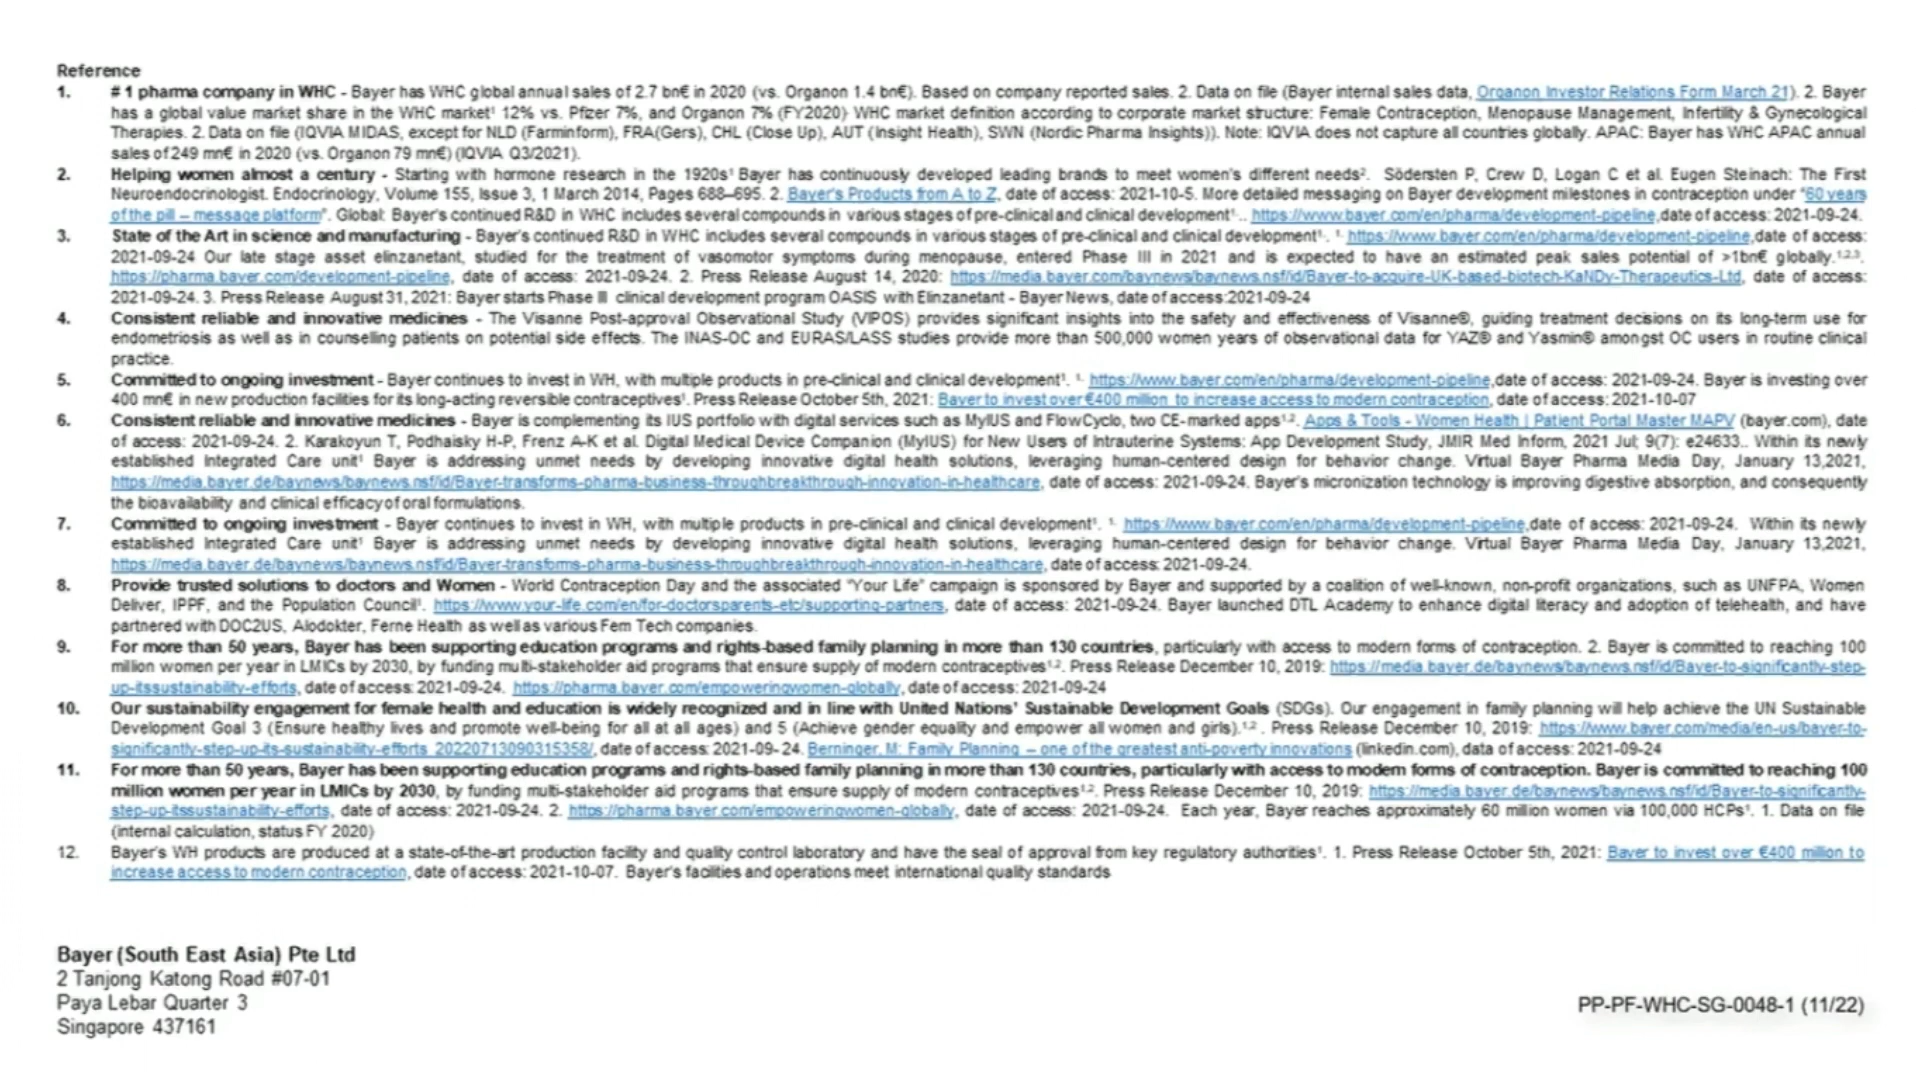 Reference
1. # 1 pharma company in WHC - Bayer has WHC global annual sales of 2.7 bn€ in 2020 (vs. Organon 1.4 bn€). Based on company reported sales. 2. Data on file (Bayer internal sales data, Organon Investor Relations Form March 21). 2. Bayer
has a global value market share in the WHC market¹ 12% vs. Pfizer 7%, and Organon 7% (FY2020) WHC market definition according to corporate market structure: Female Contraception, Menopause Management, Infertility & Gynecological
Therapies. 2. Data on file (IQVIA MIDAS, except for NLD (Farminform), FRA(Gers), CHL (Close Up), AUT (Insight Health), SWN (Nordic Pharma Insights)). Note: IQVIA does not capture all countries globally. APAC: Bayer has WHC APAC annual
sales of 249 mn€ in 2020 (vs. Organon 79 mn€) (IQVIA Q3/2021).
2. Helping women almost a century - Starting with hormone research in the 1920s¹ Bayer has continuously developed leading brands to meet women's different needs². Södersten P, Crew D, Logan C et al. Eugen Steinach: The First
Neuroendocrinologist. Endocrinology, Volume 155, Issue 3, 1 March 2014, Pages 688–695. 2. Bayer's Products from A to Z, date of access: 2021-10-5. More detailed messaging on Bayer development milestones in contraception under "60 years
of the pill – message platform". Global: Bayer's continued R&D in WHC includes several compounds in various stages of pre-clinical and clinical development¹.. https://www.bayer.com/en/pharma/development-pipeline,date of access: 2021-09-24.
3. State of the Art in science and manufacturing - Bayer's continued R&D in WHC includes several compounds in various stages of pre-clinical and clinical development¹. ¹. https://www.bayer.com/en/pharma/development-pipeline,date of access:
2021-09-24 Our late stage asset elinzanetant, studied for the treatment of vasomotor symptoms during menopause, entered Phase III in 2021 and is expected to have an estimated peak sales potential of >1bn€ globally.¹,²,³.
https://pharma.bayer.com/development-pipeline, date of access: 2021-09-24. 2. Press Release August 14, 2020: https://media.bayer.com/baynews/baynews.nsf/id/Bayer-to-acquire-UK-based-biotech-KaNDy-Therapeutics-Ltd, date of access:
2021-09-24. 3. Press Release August 31, 2021: Bayer starts Phase III clinical development program OASIS with Elinzanetant - Bayer News, date of access:2021-09-24
4. Consistent reliable and innovative medicines - The Visanne Post-approval Observational Study (VIPOS) provides significant insights into the safety and effectiveness of Visanne®, guiding treatment decisions on its long-term use for
endometriosis as well as in counselling patients on potential side effects. The INAS-OC and EURAS/LASS studies provide more than 500,000 women years of observational data for YAZ® and Yasmin® amongst OC users in routine clinical
practice.
5. Committed to ongoing investment - Bayer continues to invest in WH, with multiple products in pre-clinical and clinical development¹. ¹. https://www.bayer.com/en/pharma/development-pipeline,date of access: 2021-09-24. Bayer is investing over
400 mn€ in new production facilities for its long-acting reversible contraceptives¹. Press Release October 5th, 2021: Bayer to invest over €400 million to increase access to modern contraception, date of access: 2021-10-07
6. Consistent reliable and innovative medicines - Bayer is complementing its IUS portfolio with digital services such as MyIUS and FlowCyclo, two CE-marked apps¹,². Apps & Tools - Women Health | Patient Portal Master MAPV (bayer.com), date
of access: 2021-09-24. 2. Karakoyun T, Podhaisky H-P, Frenz A-K et al. Digital Medical Device Companion (MyIUS) for New Users of Intrauterine Systems: App Development Study, JMIR Med Inform, 2021 Jul; 9(7): e24633.. Within its newly
established Integrated Care unit¹ Bayer is addressing unmet needs by developing innovative digital health solutions, leveraging human-centered design for behavior change. Virtual Bayer Pharma Media Day, January 13,2021,
https://media.bayer.de/baynews/baynews.nsf/id/Bayer-transforms-pharma-business-throughbreakthrough-innovation-in-healthcare, date of access: 2021-09-24. Bayer's micronization technology is improving digestive absorption, and consequently
the bioavailability and clinical efficacy of oral formulations.
7. Committed to ongoing investment - Bayer continues to invest in WH, with multiple products in pre-clinical and clinical development¹. ¹. https://www.bayer.com/en/pharma/development-pipeline,date of access: 2021-09-24. Within its newly
established Integrated Care unit¹ Bayer is addressing unmet needs by developing innovative digital health solutions, leveraging human-centered design for behavior change. Virtual Bayer Pharma Media Day, January 13,2021,
https://media.bayer.de/baynews/baynews.nsf/id/Bayer-transforms-pharma-business-throughbreakthrough-innovation-in-healthcare, date of access: 2021-09-24.
8. Provide trusted solutions to doctors and Women - World Contraception Day and the associated "Your Life" campaign is sponsored by Bayer and supported by a coalition of well-known, non-profit organizations, such as UNFPA, Women
Deliver, IPPF, and the Population Council¹. https://www.your-life.com/en/for-doctorsparents-etc/supporting-partners, date of access: 2021-09-24. Bayer launched DTL Academy to enhance digital literacy and adoption of telehealth, and have
partnered with DOC2US, Alodokter, Ferne Health as well as various Fem Tech companies.
9. For more than 50 years, Bayer has been supporting education programs and rights-based family planning in more than 130 countries, particularly with access to modern forms of contraception. 2. Bayer is committed to reaching 100
million women per year in LMICs by 2030, by funding multi-stakeholder aid programs that ensure supply of modern contraceptives¹,². Press Release December 10, 2019: https://media.bayer.de/baynews/baynews.nsf/id/Bayer-to-significantly-step-
up-itssustainability-efforts, date of access: 2021-09-24. https://pharma.bayer.com/empoweringwomen-globally, date of access: 2021-09-24
10. Our sustainability engagement for female health and education is widely recognized and in line with United Nations' Sustainable Development Goals (SDGs). Our engagement in family planning will help achieve the UN Sustainable
Development Goal 3 (Ensure healthy lives and promote well-being for all at all ages) and 5 (Achieve gender equality and empower all women and girls).¹,² . Press Release December 10, 2019: https://www.bayer.com/media/en-us/bayer-to-
significantly-step-up-its-sustainability-efforts_20220713090315358/, date of access: 2021-09-24. Berninger, M: Family Planning – one of the greatest anti-poverty innovations (linkedin.com), data of access: 2021-09-24
11. For more than 50 years, Bayer has been supporting education programs and rights-based family planning in more than 130 countries, particularly with access to modern forms of contraception. Bayer is committed to reaching 100
million women per year in LMICs by 2030, by funding multi-stakeholder aid programs that ensure supply of modern contraceptives¹,². Press Release December 10, 2019: https://media.bayer.de/baynews/baynews.nsf/id/Bayer-to-significantly-
step-up-itssustainability-efforts, date of access: 2021-09-24. 2. https://pharma.bayer.com/empoweringwomen-globally, date of access: 2021-09-24. Each year, Bayer reaches approximately 60 million women via 100,000 HCPs¹. 1. Data on file
(internal calculation, status FY 2020)
12. Bayer's WH products are produced at a state-of-the-art production facility and quality control laboratory and have the seal of approval from key regulatory authorities¹. 1. Press Release October 5th, 2021: Bayer to invest over €400 million to
increase access to modern contraception, date of access: 2021-10-07. Bayer's facilities and operations meet international quality standards
Bayer (South East Asia) Pte Ltd
2 Tanjong Katong Road #07-01
Paya Lebar Quarter 3
Singapore 437161
PP-PF-WHC-SG-0048-1 (11/22)